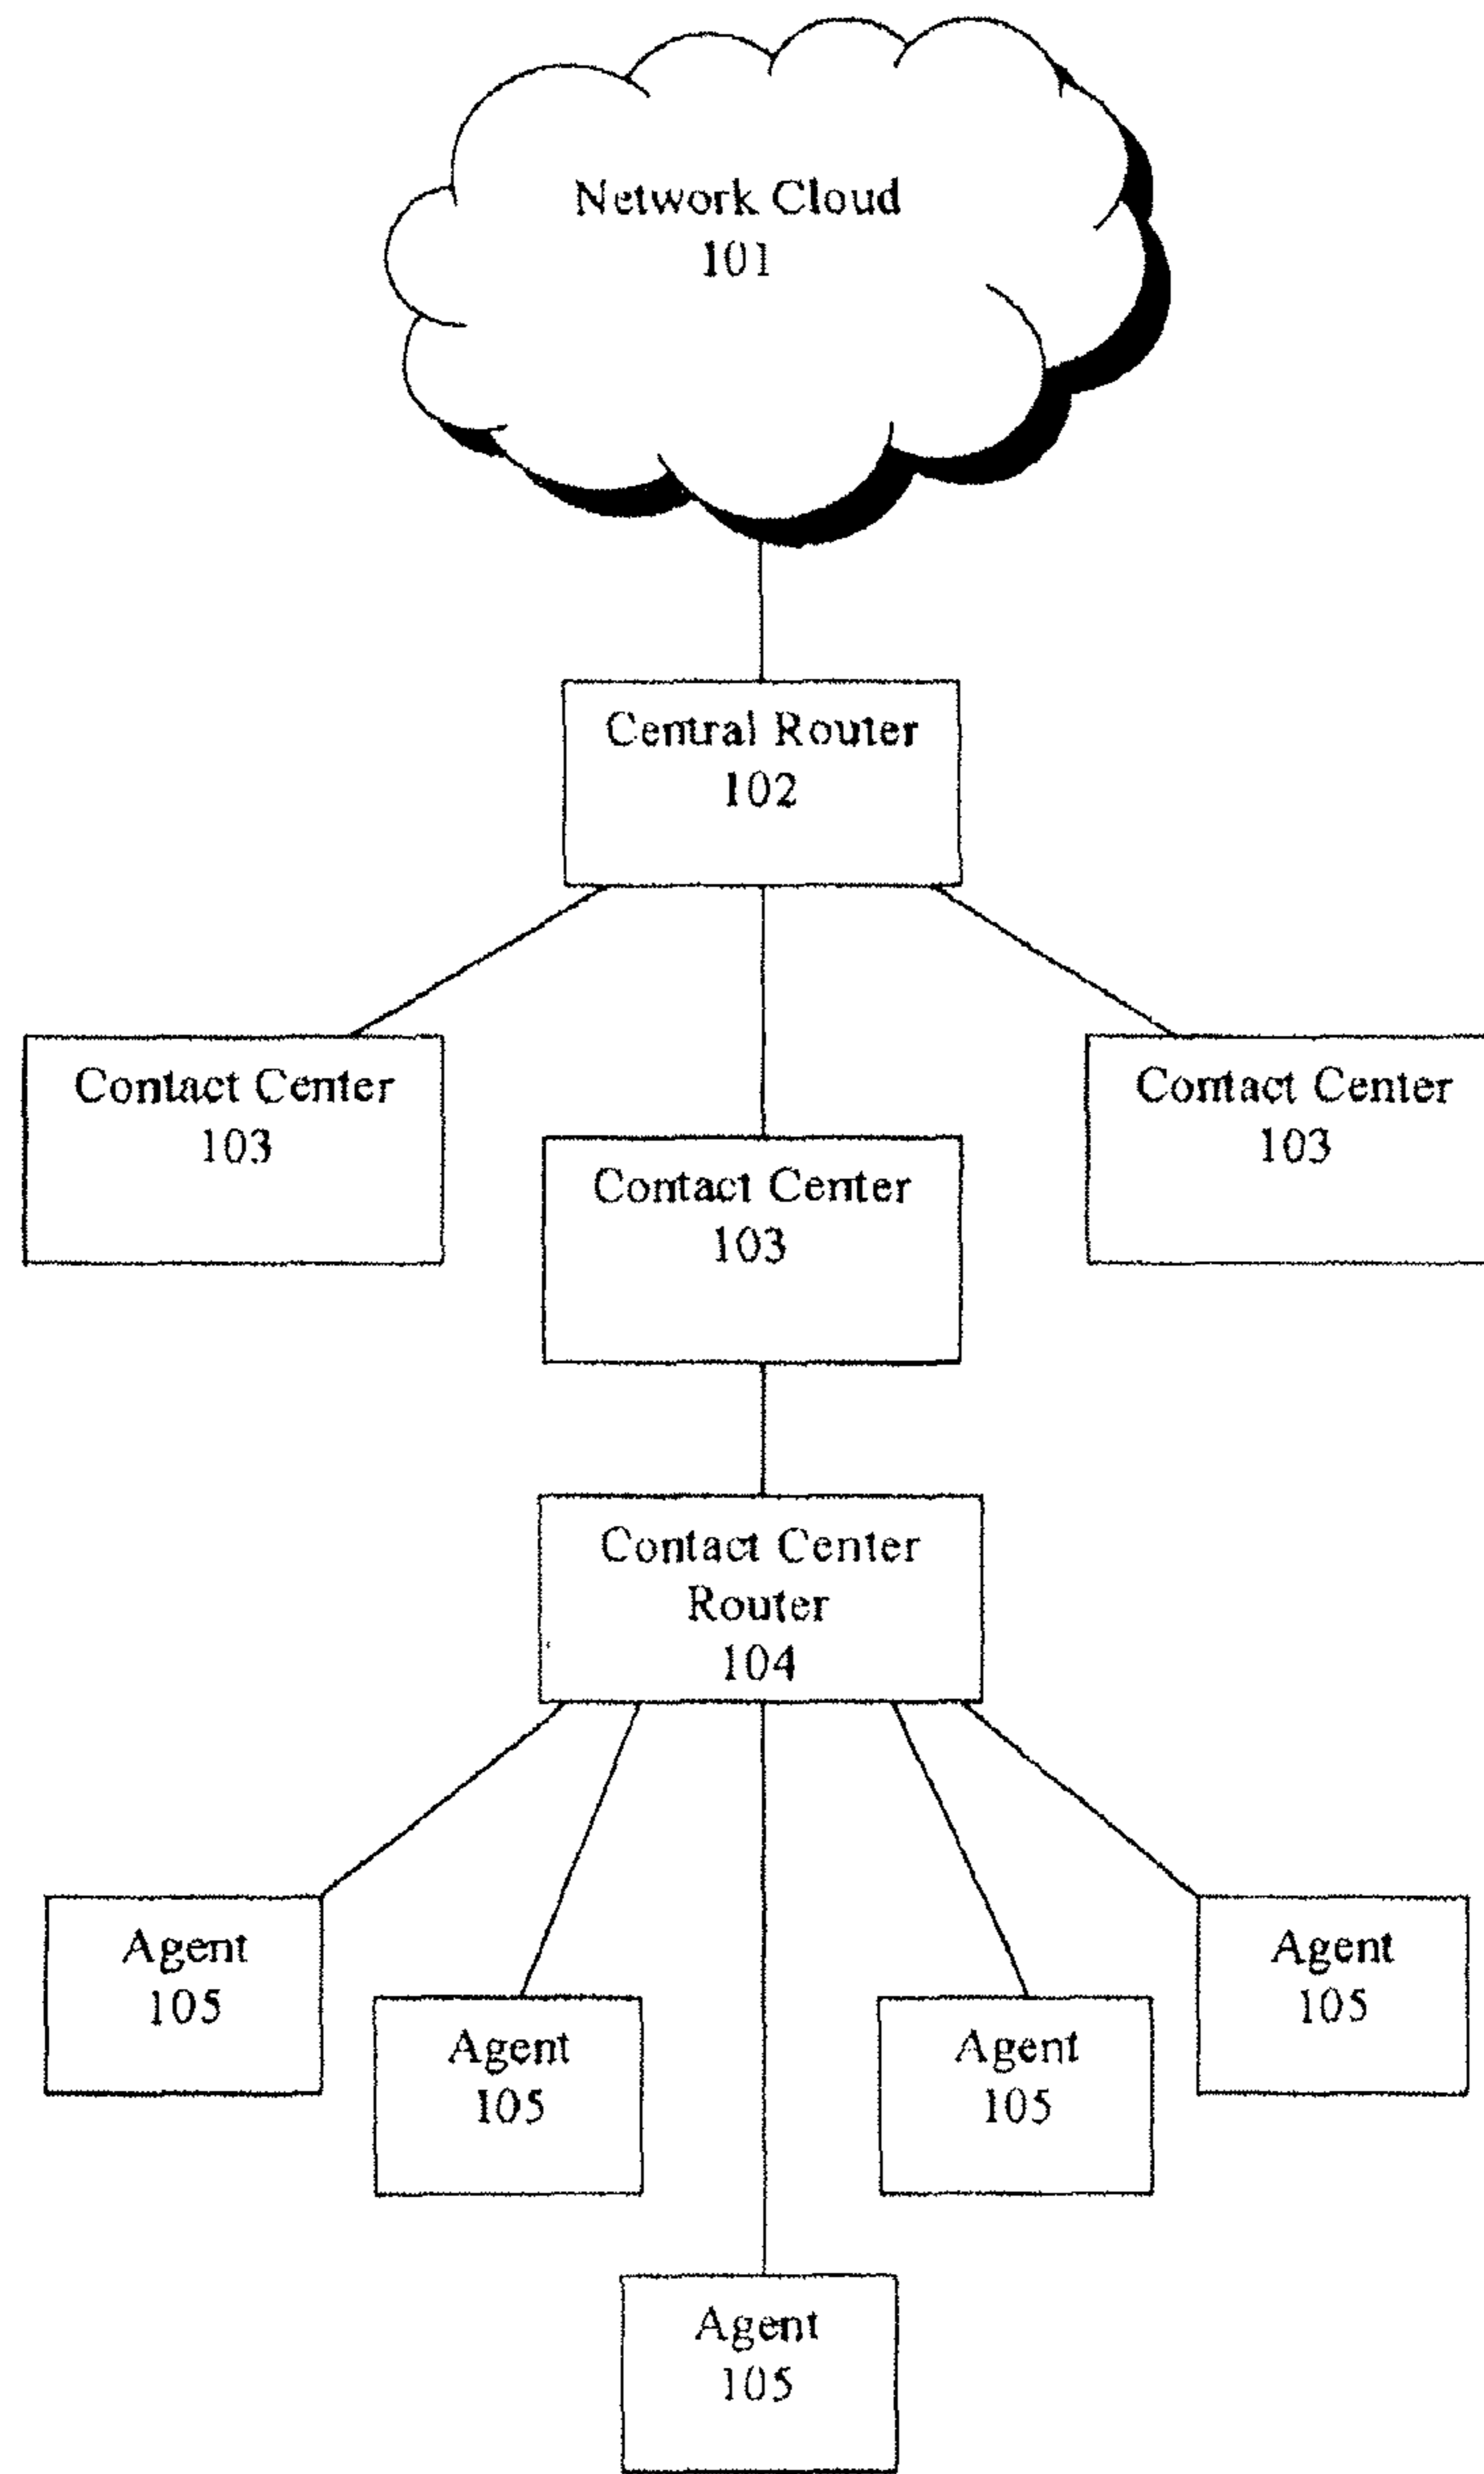 Network Cloud
101
Central Router
102
Contact Center
103
Contact Center
103
Contact Center
103
Contact Center
Router
104
Agent
105
Agent
105
Agent
105
Agent
105
Agent
105